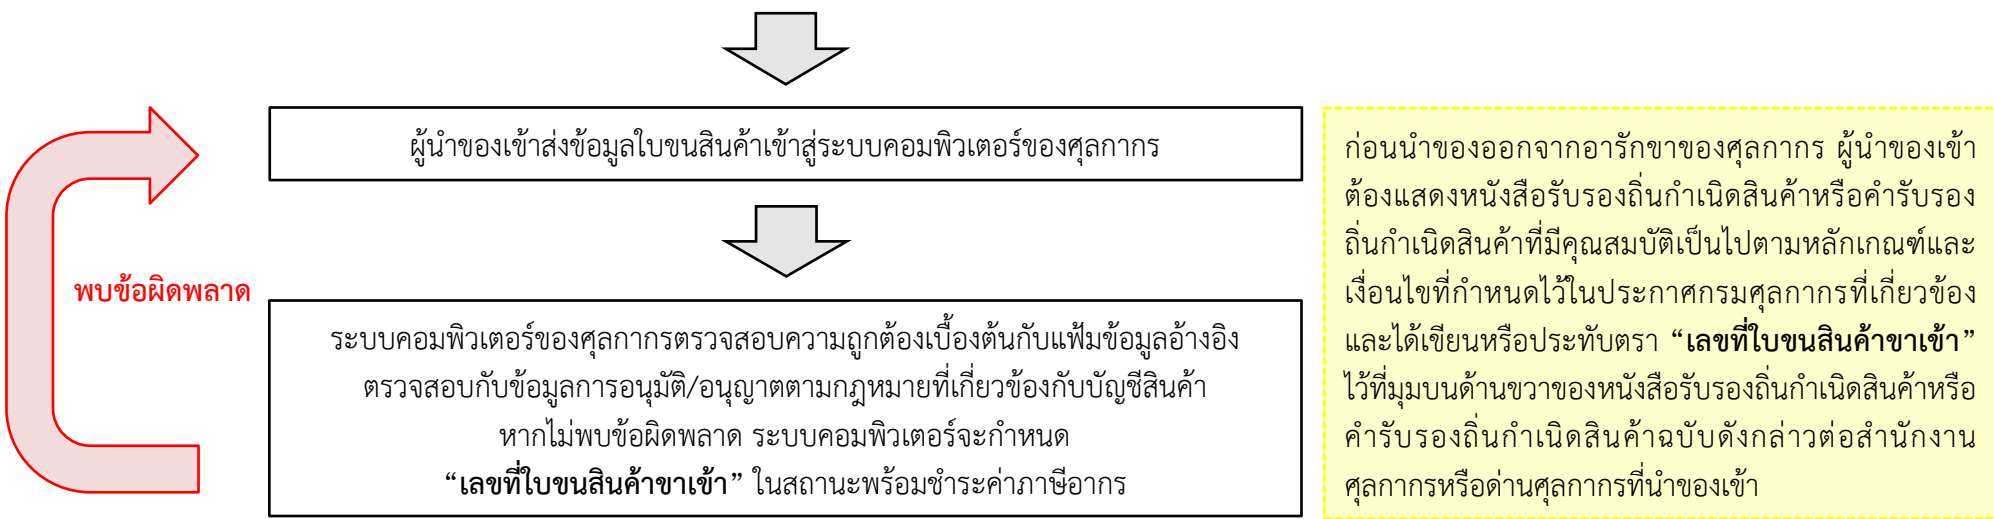 ผู้นำของเข้าส่งข้อมูลใบขนสินค้าเข้าสู่ระบบคอมพิวเตอร์ของศุลกากร
พบข้อผิดพลาด
ระบบคอมพิวเตอร์ของศุลกากรตรวจสอบความถูกต้องเบื้องต้นกับแฟ้มข้อมูลอ้างอิง
ตรวจสอบกับข้อมูลการอนุมัติ/อนุญาตตามกฎหมายที่เกี่ยวข้องกับบัญชีสินค้า
หากไม่พบข้อผิดพลาด ระบบคอมพิวเตอร์จะกำหนด
“เลขที่ใบขนสินค้าขาเข้า” ในสถานะพร้อมชำระค่าภาษีอากร
ก่อนนำของออกจากอารักขาของศุลกากร ผู้นำของเข้า
ต้องแสดงหนังสือรับรองถิ่นกำเนิดสินค้าหรือคำรับรอง
ถิ่นกำเนิดสินค้าที่มีคุณสมบัติเป็นไปตามหลักเกณฑ์และ
เงื่อนไขที่กำหนดไว้ในประกาศกรมศุลกากรที่เกี่ยวข้อง
และได้เขียนหรือประทับตรา “เลขที่ใบขนสินค้าขาเข้า”
ไว้ที่มุมบนด้านขวาของหนังสือรับรองถิ่นกำเนิดสินค้าหรือ
คำรับรองถิ่นกำเนิดสินค้าฉบับดังกล่าวต่อสำนักงาน
ศุลกากรหรือด่านศุลกากรที่นำของเข้า